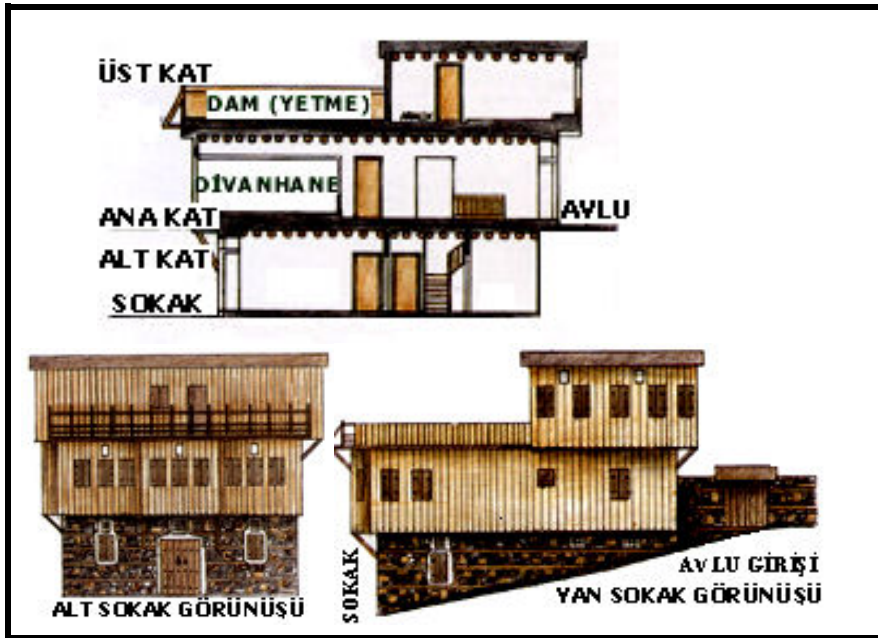 ÜST KAT
DAM (YETME)
DİVANHANE
ANA KAT
AVLU
ALT KAT
SOKAK
ALT SOKAK GÖRÜNÜŞÜ
SOKAK
AVLU GİRİŞİ
YAN SOKAK GÖRÜNÜŞÜ